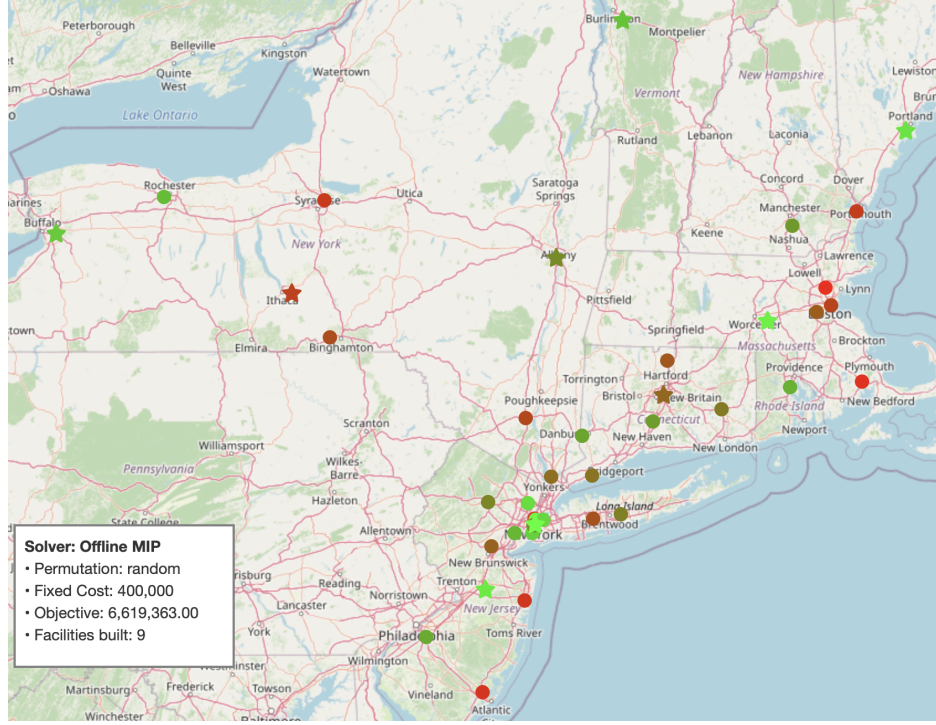 Peterborough
Burlington
Montpelier
Belleville
Kingston
Quinte
West
Watertown
Oshawa
New Hampshire
Lewiston
Vermont
Lake Ontario
Portland
Rutland
Lebanon
Laconia
Rochester
Utica
Saratoga
Springs
Concord
Dover
Syracuse
Manchester
Portsmouth
Buffalo
Keene
Nashua
New York
Albany
Lawrence
Lowell
Ithaca
Pittsfield
Lynn
Worcester
Boston
Springfield
Elmira
Binghamton
Massachusetts
Brockton
Hartford
Providence
Plymouth
Torrington
Poughkeepsie
Bristol
New Britain
Rhode Island
New Bedford
Scranton
Connecticut
Danbury
New Haven
New London
Newport
Williamsport
Wilkes-
Barre
Pennsylvania
Bridgeport
Yonkers
Hazleton
Long Island
State College
Allentown
New York
Brentwood
Solver: Offline MIP
• Permutation: random
• Fixed Cost: 400,000
• Objective: 6,619,363.00
• Facilities built: 9
New Brunswick
Reading
Trenton
Norristown
Lancaster
New Jersey
York
Philadelphia
Toms River
Wilmington
Westminster
Martinsburg
Frederick
Towson
Vineland
Atlantic
Winchester
Baltimore